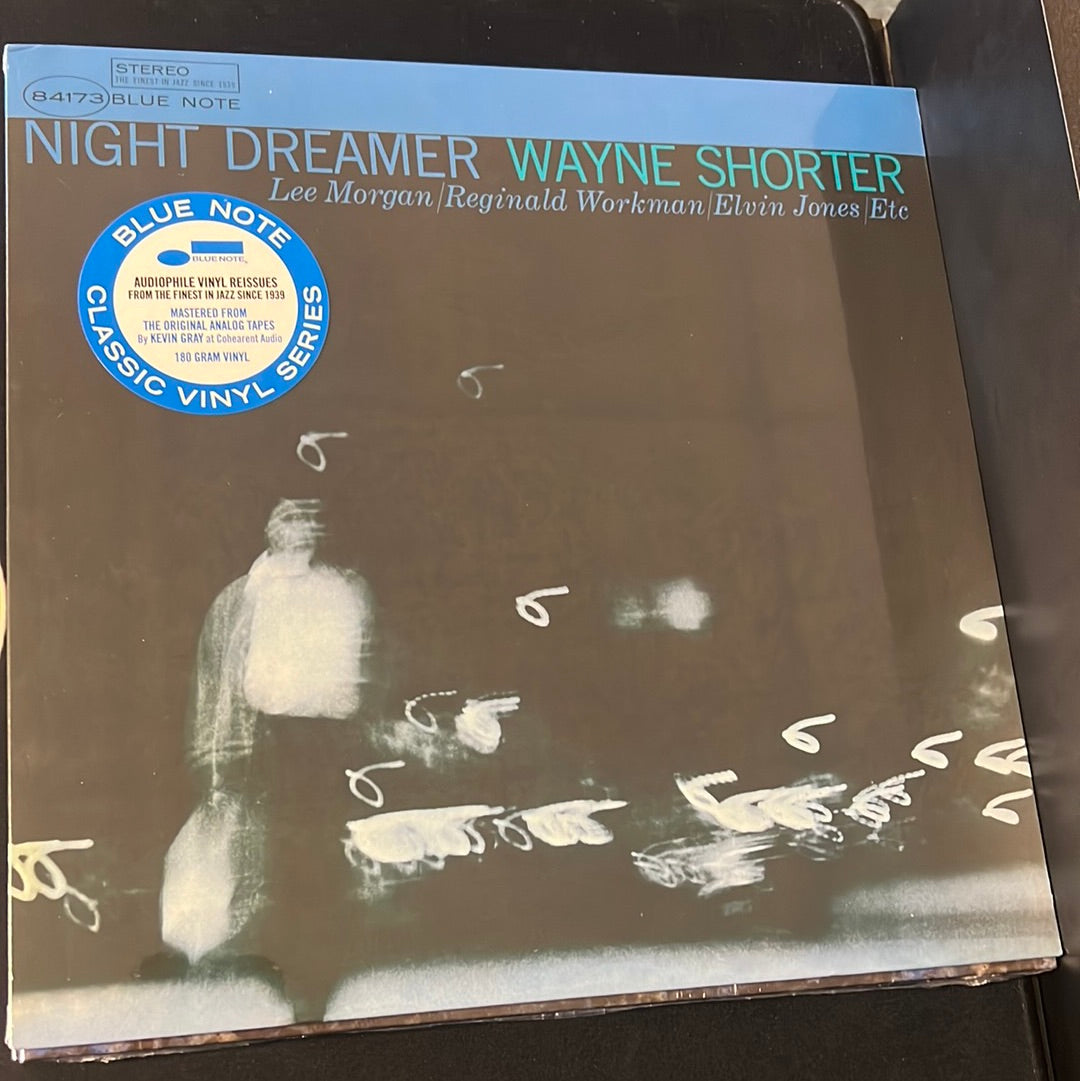 STEREO
THE FINEST IN JAZZ SINCE 1939
84173 BLUE NOTE
NIGHT DREAMER WAYNE SHORTER
Lee Morgan/Reginald Workman/Elvin Jones/Etc
BLUE NOTE
BLUE NOTE
AUDIOPHILE VINYL REISSUES
FROM THE FINEST IN JAZZ SINCE 1939
MASTERED FROM
THE ORIGINAL ANALOG TAPES
By KEVIN GRAY at Cohearent Audio
180 GRAM VINYL
CLASSIC VINYL SERIES